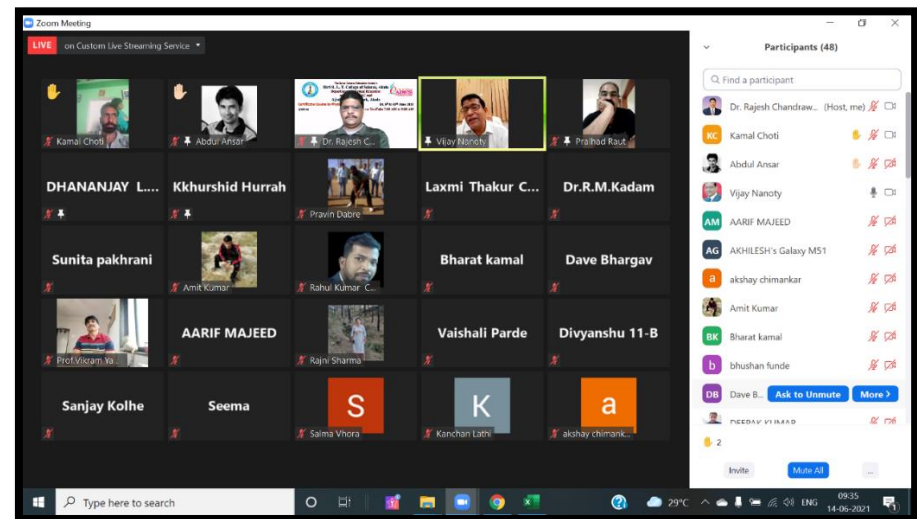 Zoom Meeting
LIVE on Custom Live Streaming Service
Participants (48)
Find a participant
Kamal Choti
Abdul Ansar
Dr. Rajesh C...
Vijay Nanoty
Pralhad Raut
DHANANJAY L....
Kkhurshid Hurrah
Pravin Dabre
Laxmi Thakur C...
Dr.R.M.Kadam
Sunita pakhrani
Amit Kumar
Rahul Kumar C...
Bharat kamal
Dave Bhargav
Prof.Vikram Ya...
AARIF MAJEED
Rajni Sharma
Vaishali Parde
Divyanshu 11-B
Sanjay Kolhe
Seema
S
Salma Vhora
K
Kanchan Lathi
a
akshay chimank...
Dr. Rajesh Chandraw... (Host, me)
KC Kamal Choti
Abdul Ansar
Vijay Nanoty
AM AARIF MAJEED
AG AKHILESH's Galaxy M51
a akshay chimankar
Amit Kumar
BK Bharat kamal
b bhushan funde
DB Dave B... Ask to Unmute More >
DEEPAK KUMAR
2
Invite Mute All ...
Type here to search
29°C ENG
09:35
14-06-2021